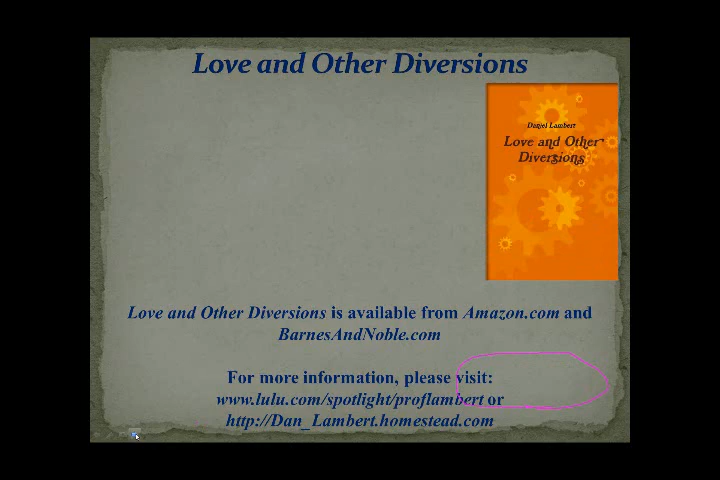 Love and Other Diversions
Daniel Lambert
Love and Other
Diversions
Love and Other Diversions is available from Amazon.com and
BarnesAndNoble.com
For more information, please visit:
www.lulu.com/spotlight/proflambert or
http://Dan_Lambert.homestead.com